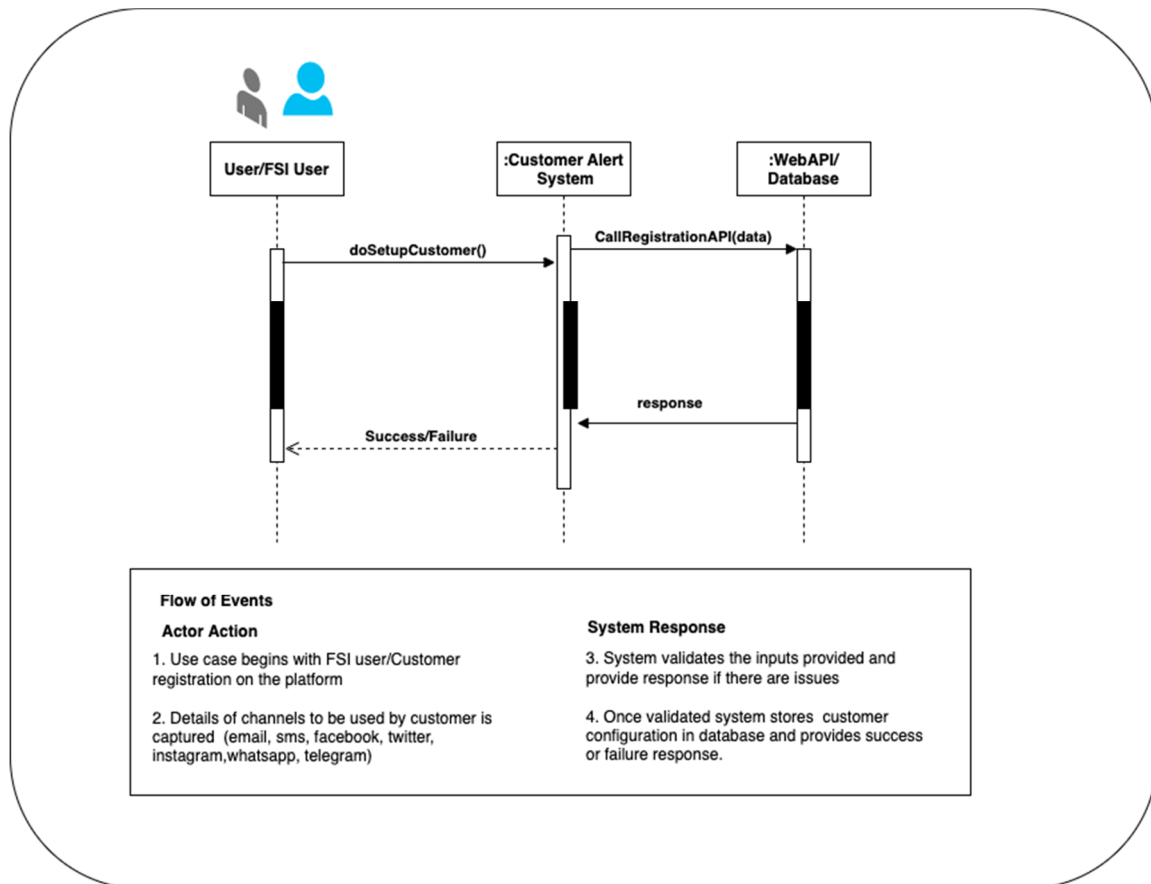 User/FSI User
:Customer Alert
System
:WebAPI/
Database
CallRegistrationAPI(data)
doSetupCustomer()
response
Success/Failure
Flow of Events
Actor Action
1. Use case begins with FSI user/Customer
registration on the platform
2. Details of channels to be used by customer is
captured (email, sms, facebook, twitter,
instagram,whatsapp, telegram)
System Response
3. System validates the inputs provided and
provide response if there are issues
4. Once validated system stores customer
configuration in database and provides success
or failure response.